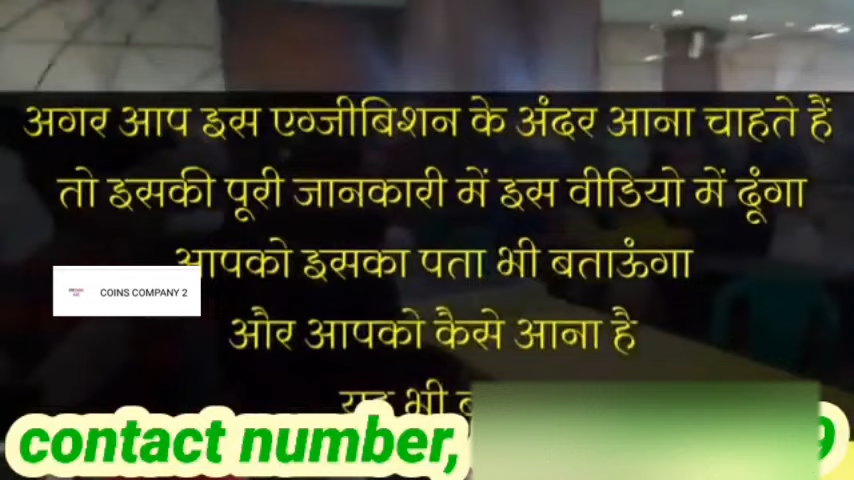 अगर आप इस एग्जीबिशन के अंदर आना चाहते हैं
तो इसकी पूरी जानकारी में इस वीडियो में ढूंगा
आपको इसका पता भी बताऊंगा
COINS COMPANY 2
और आपको कैसे आना है
भी
contact number,
9